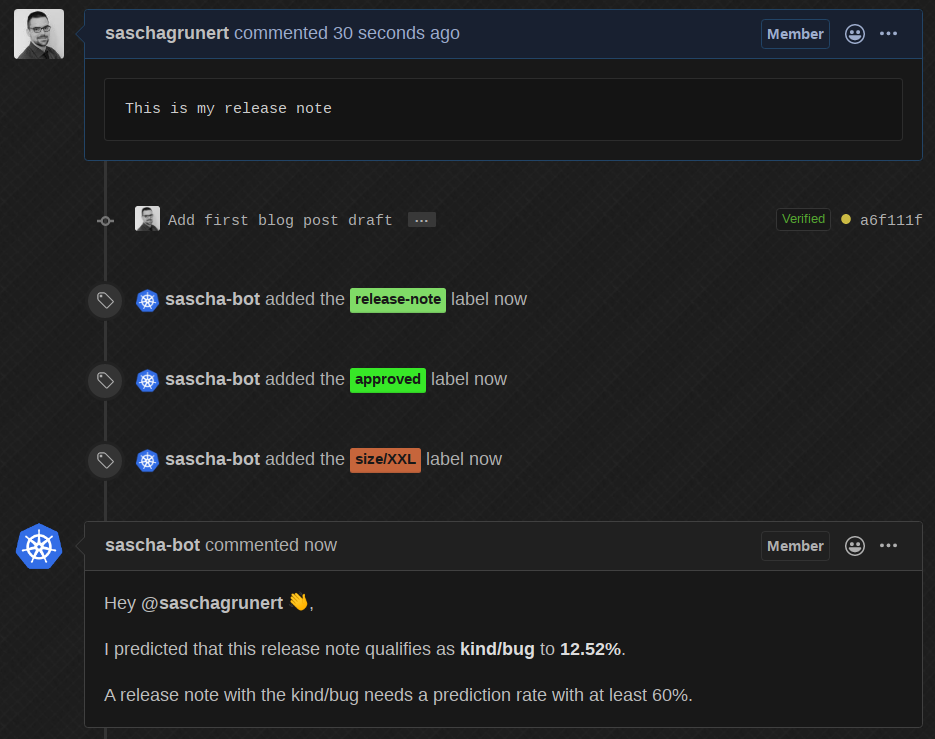 saschagrunert commented 30 seconds ago Member
This is my release note
Add first blog post draft … Verified a6f111f
sascha-bot added the release-note label now
sascha-bot added the approved label now
sascha-bot added the size/XXL label now
sascha-bot commented now Member
Hey @saschagrunert 👋,
I predicted that this release note qualifies as kind/bug to 12.52%.
A release note with the kind/bug needs a prediction rate with at least 60%.